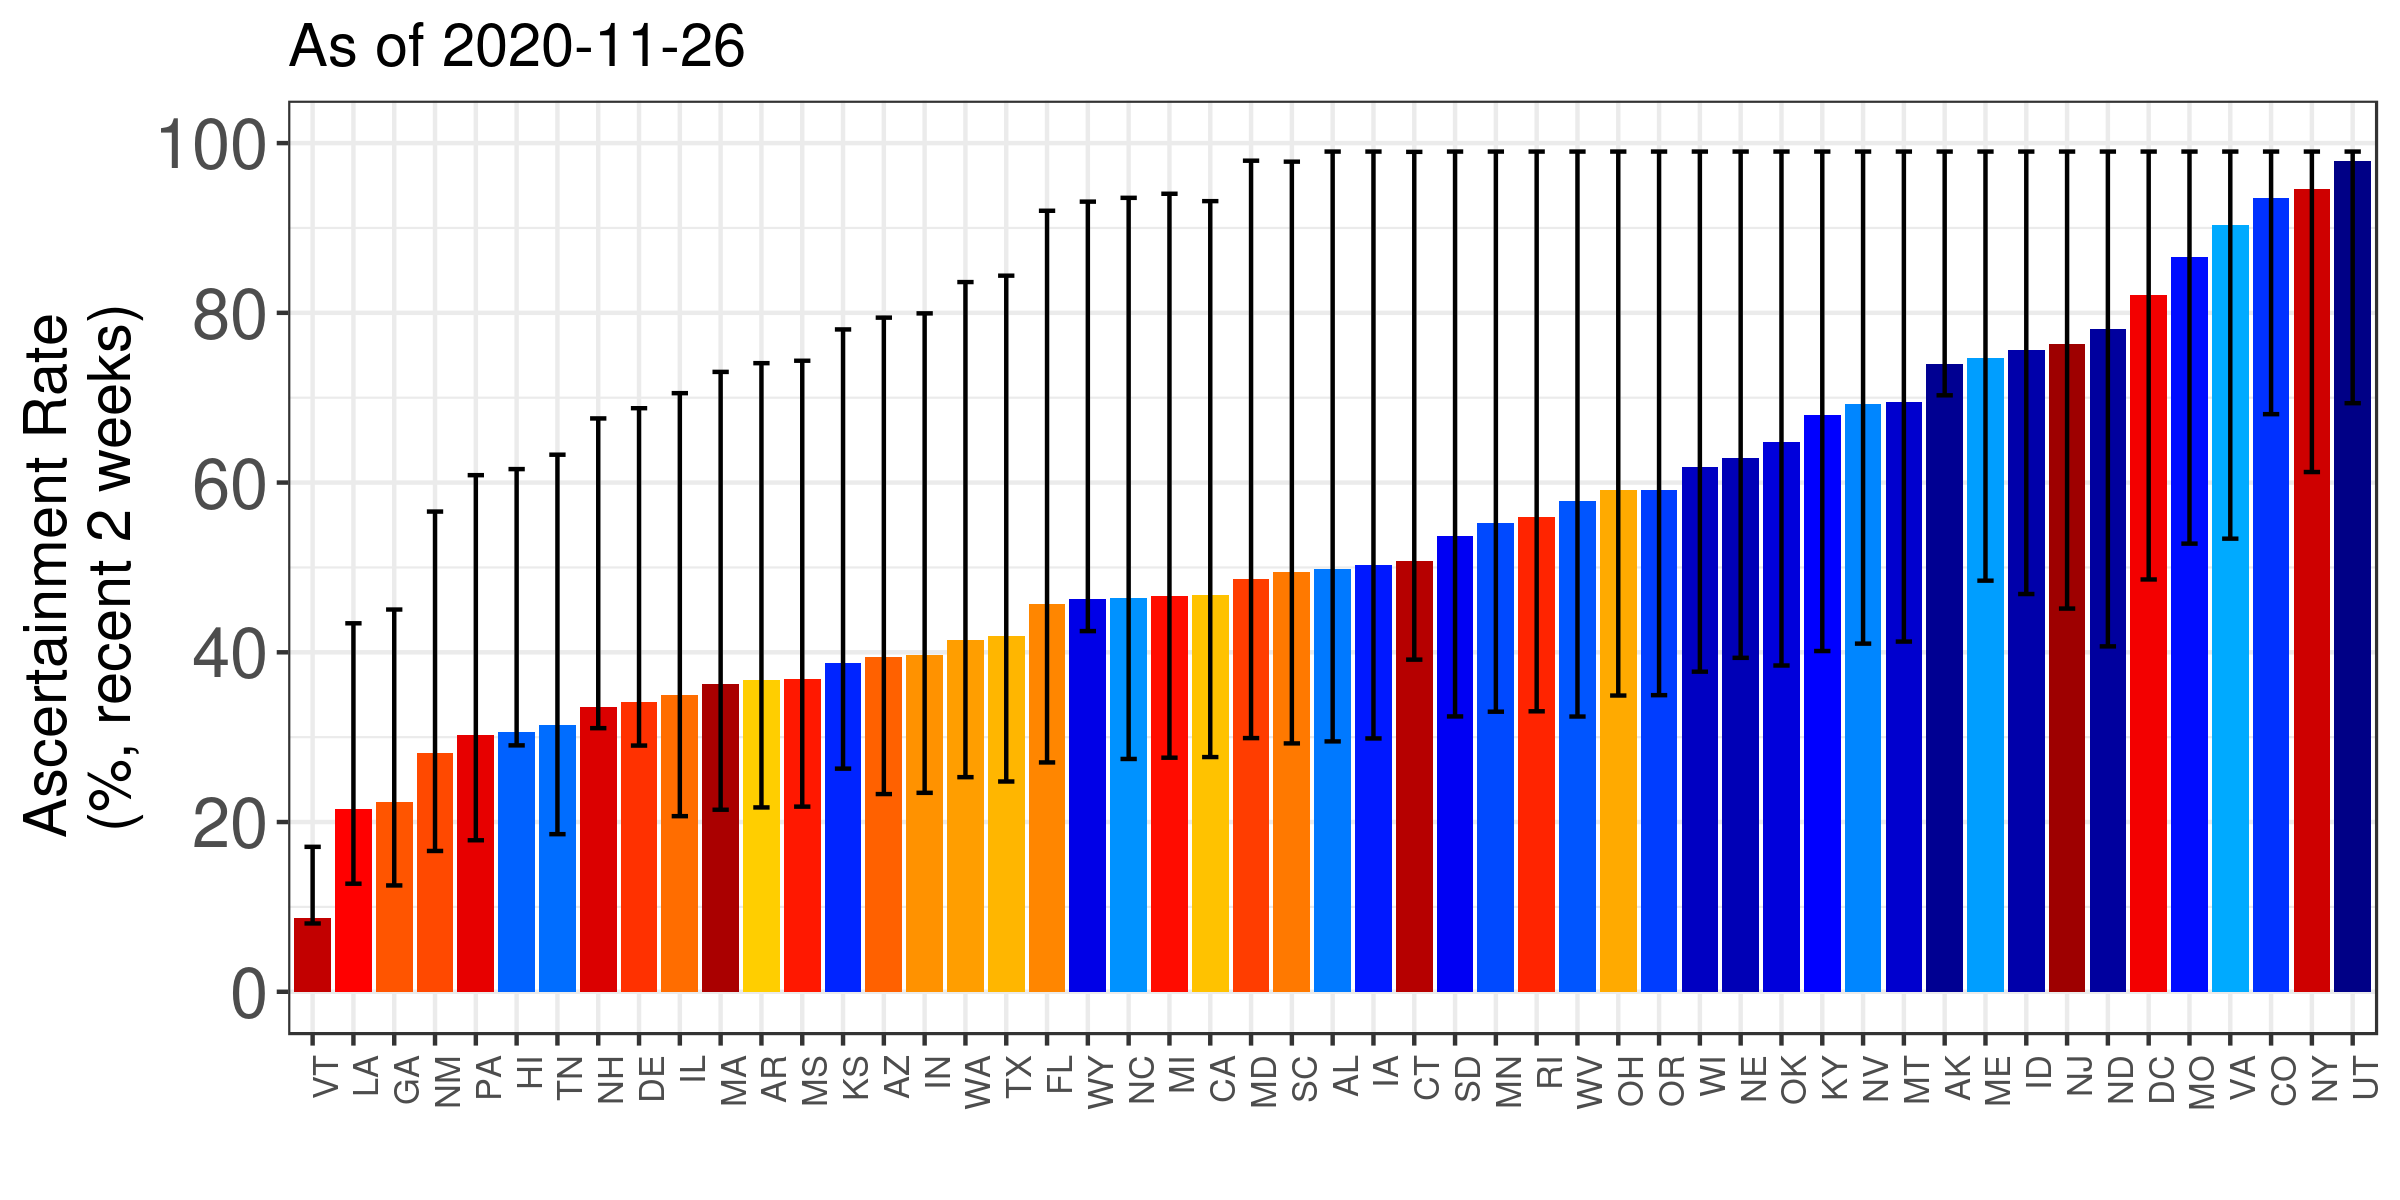 As of 2020-11-26
Ascertainment Rate
(%, recent 2 weeks)
100
80
60
40
20
0
VT LA GA NM PA HI TN NH DE IL MA AR MS KS AZ IN WA TX FL WY NC MI CA MD SC AL IA CT SD MN RI WV OH OR WI NE OK KY NV MT AK ME ID NJ ND DC MO VA CO NY UT